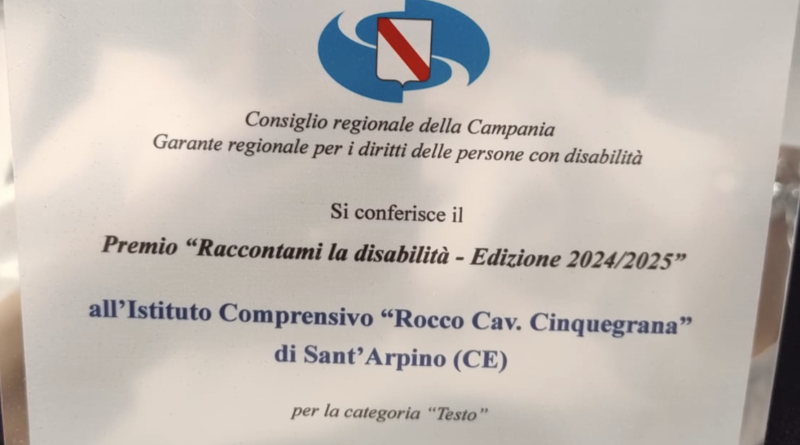 Consiglio regionale della Campania
Garante regionale per i diritti delle persone con disabilità
Si conferisce il
Premio “Raccontami la disabilità - Edizione 2024/2025”
all’Istituto Comprensivo “Rocco Cav. Cinquegrana”
di Sant’Arpino (CE)
per la categoria “Testo”